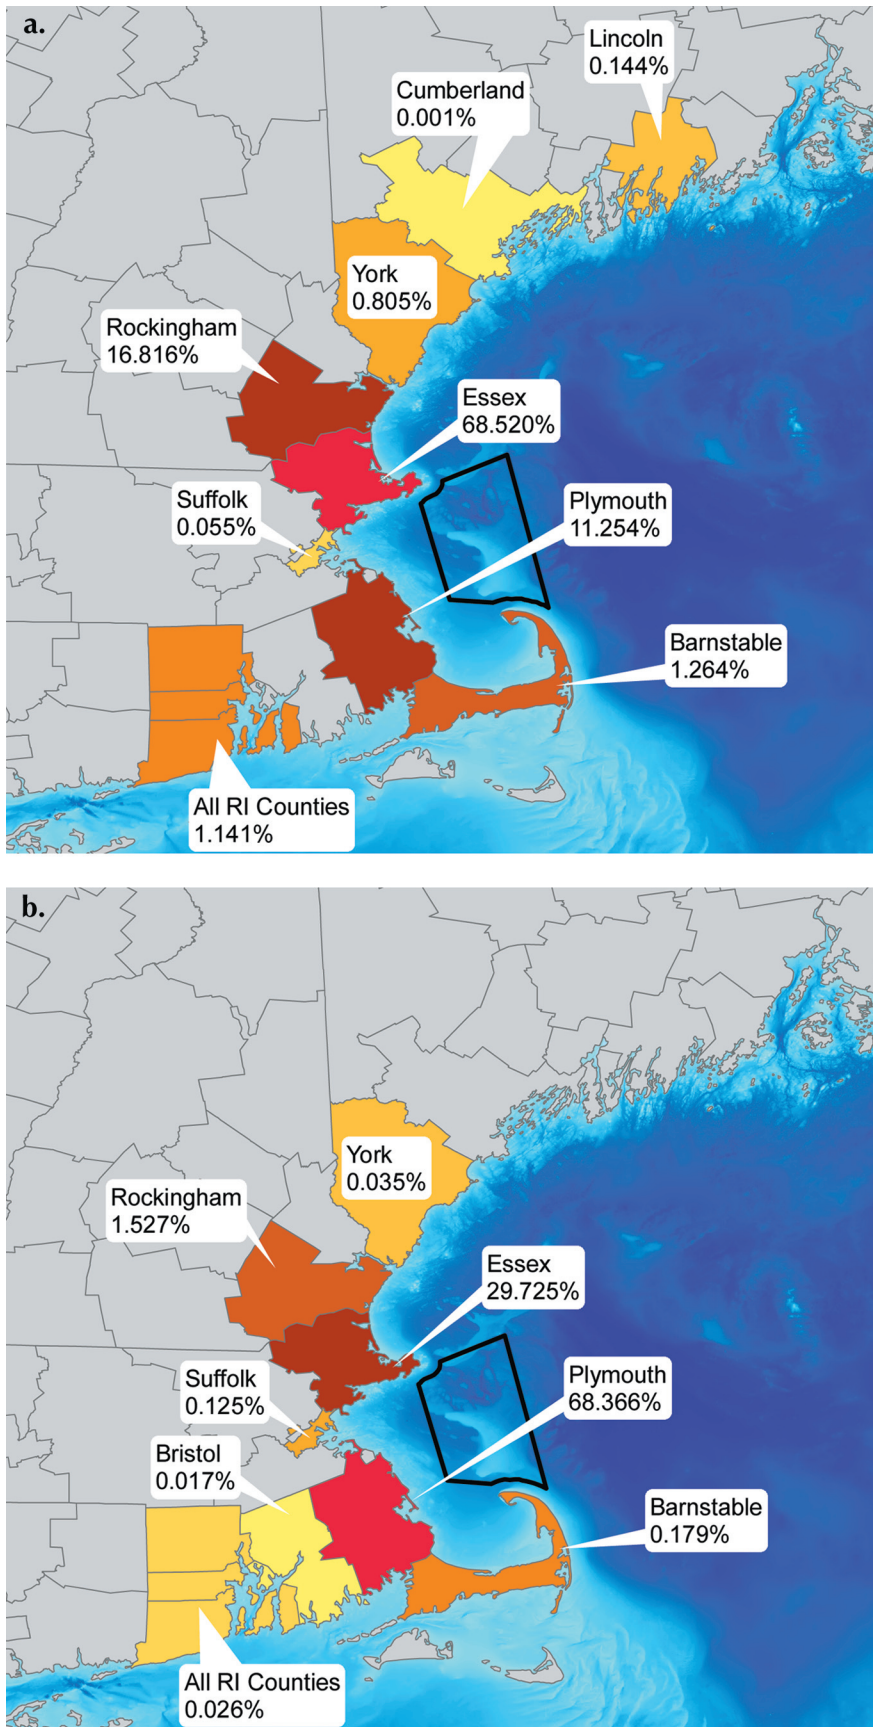 a.
Lincoln
0.144%
Cumberland
0.001%
York
0.805%
Rockingham
16.816%
Essex
68.520%
Suffolk
0.055%
Plymouth
11.254%
Barnstable
1.264%
All RI Counties
1.141%
b.
York
0.035%
Rockingham
1.527%
Essex
29.725%
Suffolk
0.125%
Plymouth
68.366%
Bristol
0.017%
Barnstable
0.179%
All RI Counties
0.026%